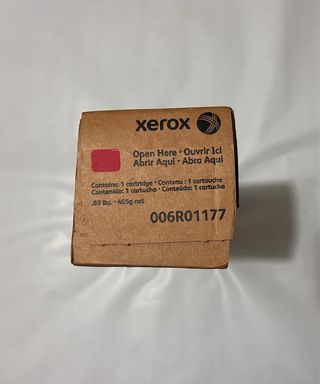 xerox
Open Here · Ouvrir Ici
Abrir Aquí · Abra Aqui
Contains: 1 cartridge · Contenu : 1 cartouche
Contenido: 1 cartucho · Conteúdo: 1 cartucho
.89 lbs. · 405g net
006R01177